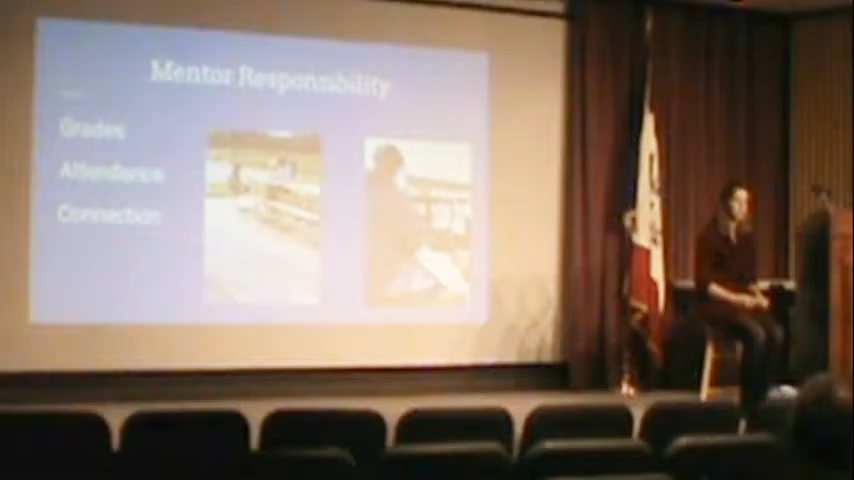 Mentor Responsibility
Grades
Attendance
Connection